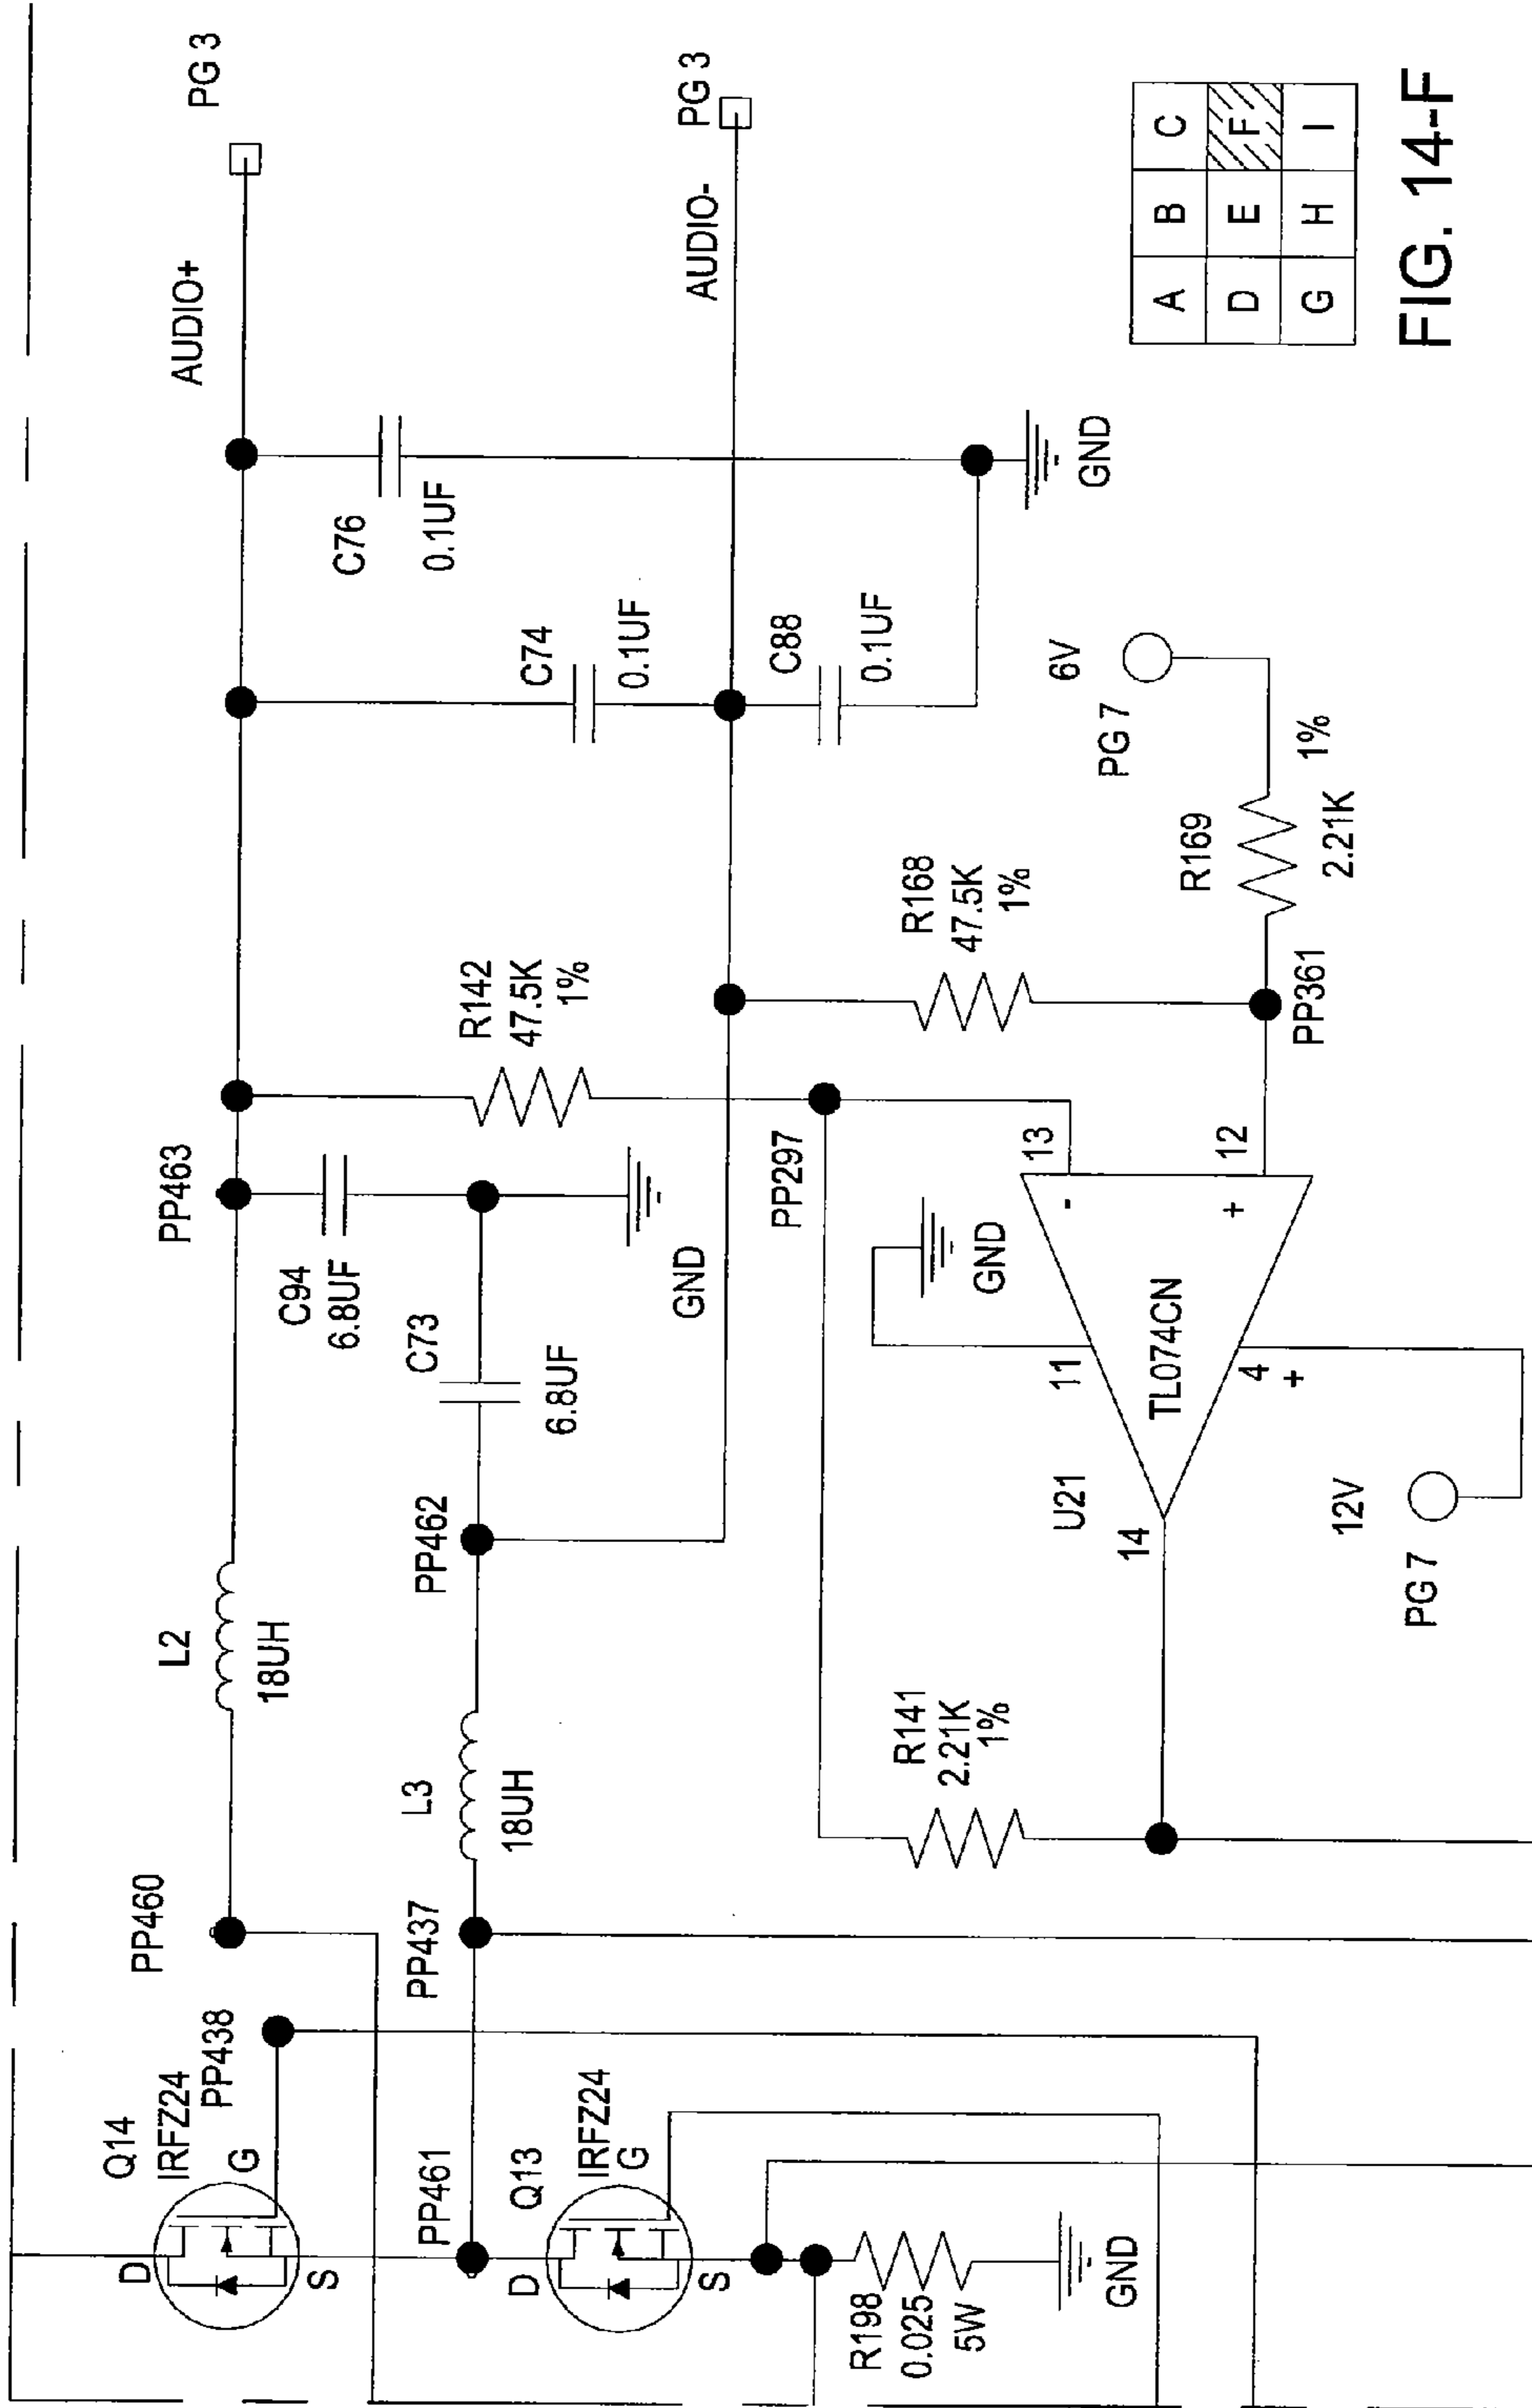 PG 3
AUDIO+
PG 3
AUDIO-
C76
0.1UF
GND
C74
0.1UF
C88
0.1UF
6V
PG 7
R169
2.21K 1%
R168
47.5K
1%
PP361
R142
47.5K
1%
PP463
C94
6.8UF
GND
PP297
C73
6.8UF
PP462
L2
18UH
L3
18UH
PP460
PP437
PP438
Q14
IRFZ24
D
G
S
PP461
Q13
IRFZ24
D
G
S
R198
0.025
5W
GND
R141
2.21K
1%
U21
TL074CN
14
11
13
-
12
+
4
+
GND
12V
PG 7
A B C
D E F
G H I
FIG. 14-F